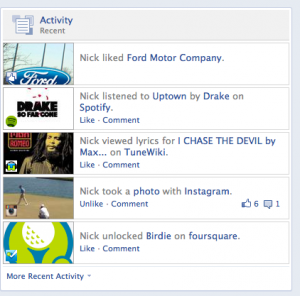 Activity
Recent
Ford
Nick liked Ford Motor Company.
DRAKE
SO FAR GONE
Nick listened to Uptown by Drake on
Spotify.
Like · Comment
ROMEO
Nick viewed lyrics for I CHASE THE DEVIL by
Max... on TuneWiki.
Like · Comment
Nick took a photo with Instagram.
Unlike · Comment 6 1
Nick unlocked Birdie on foursquare.
Like · Comment
More Recent Activity